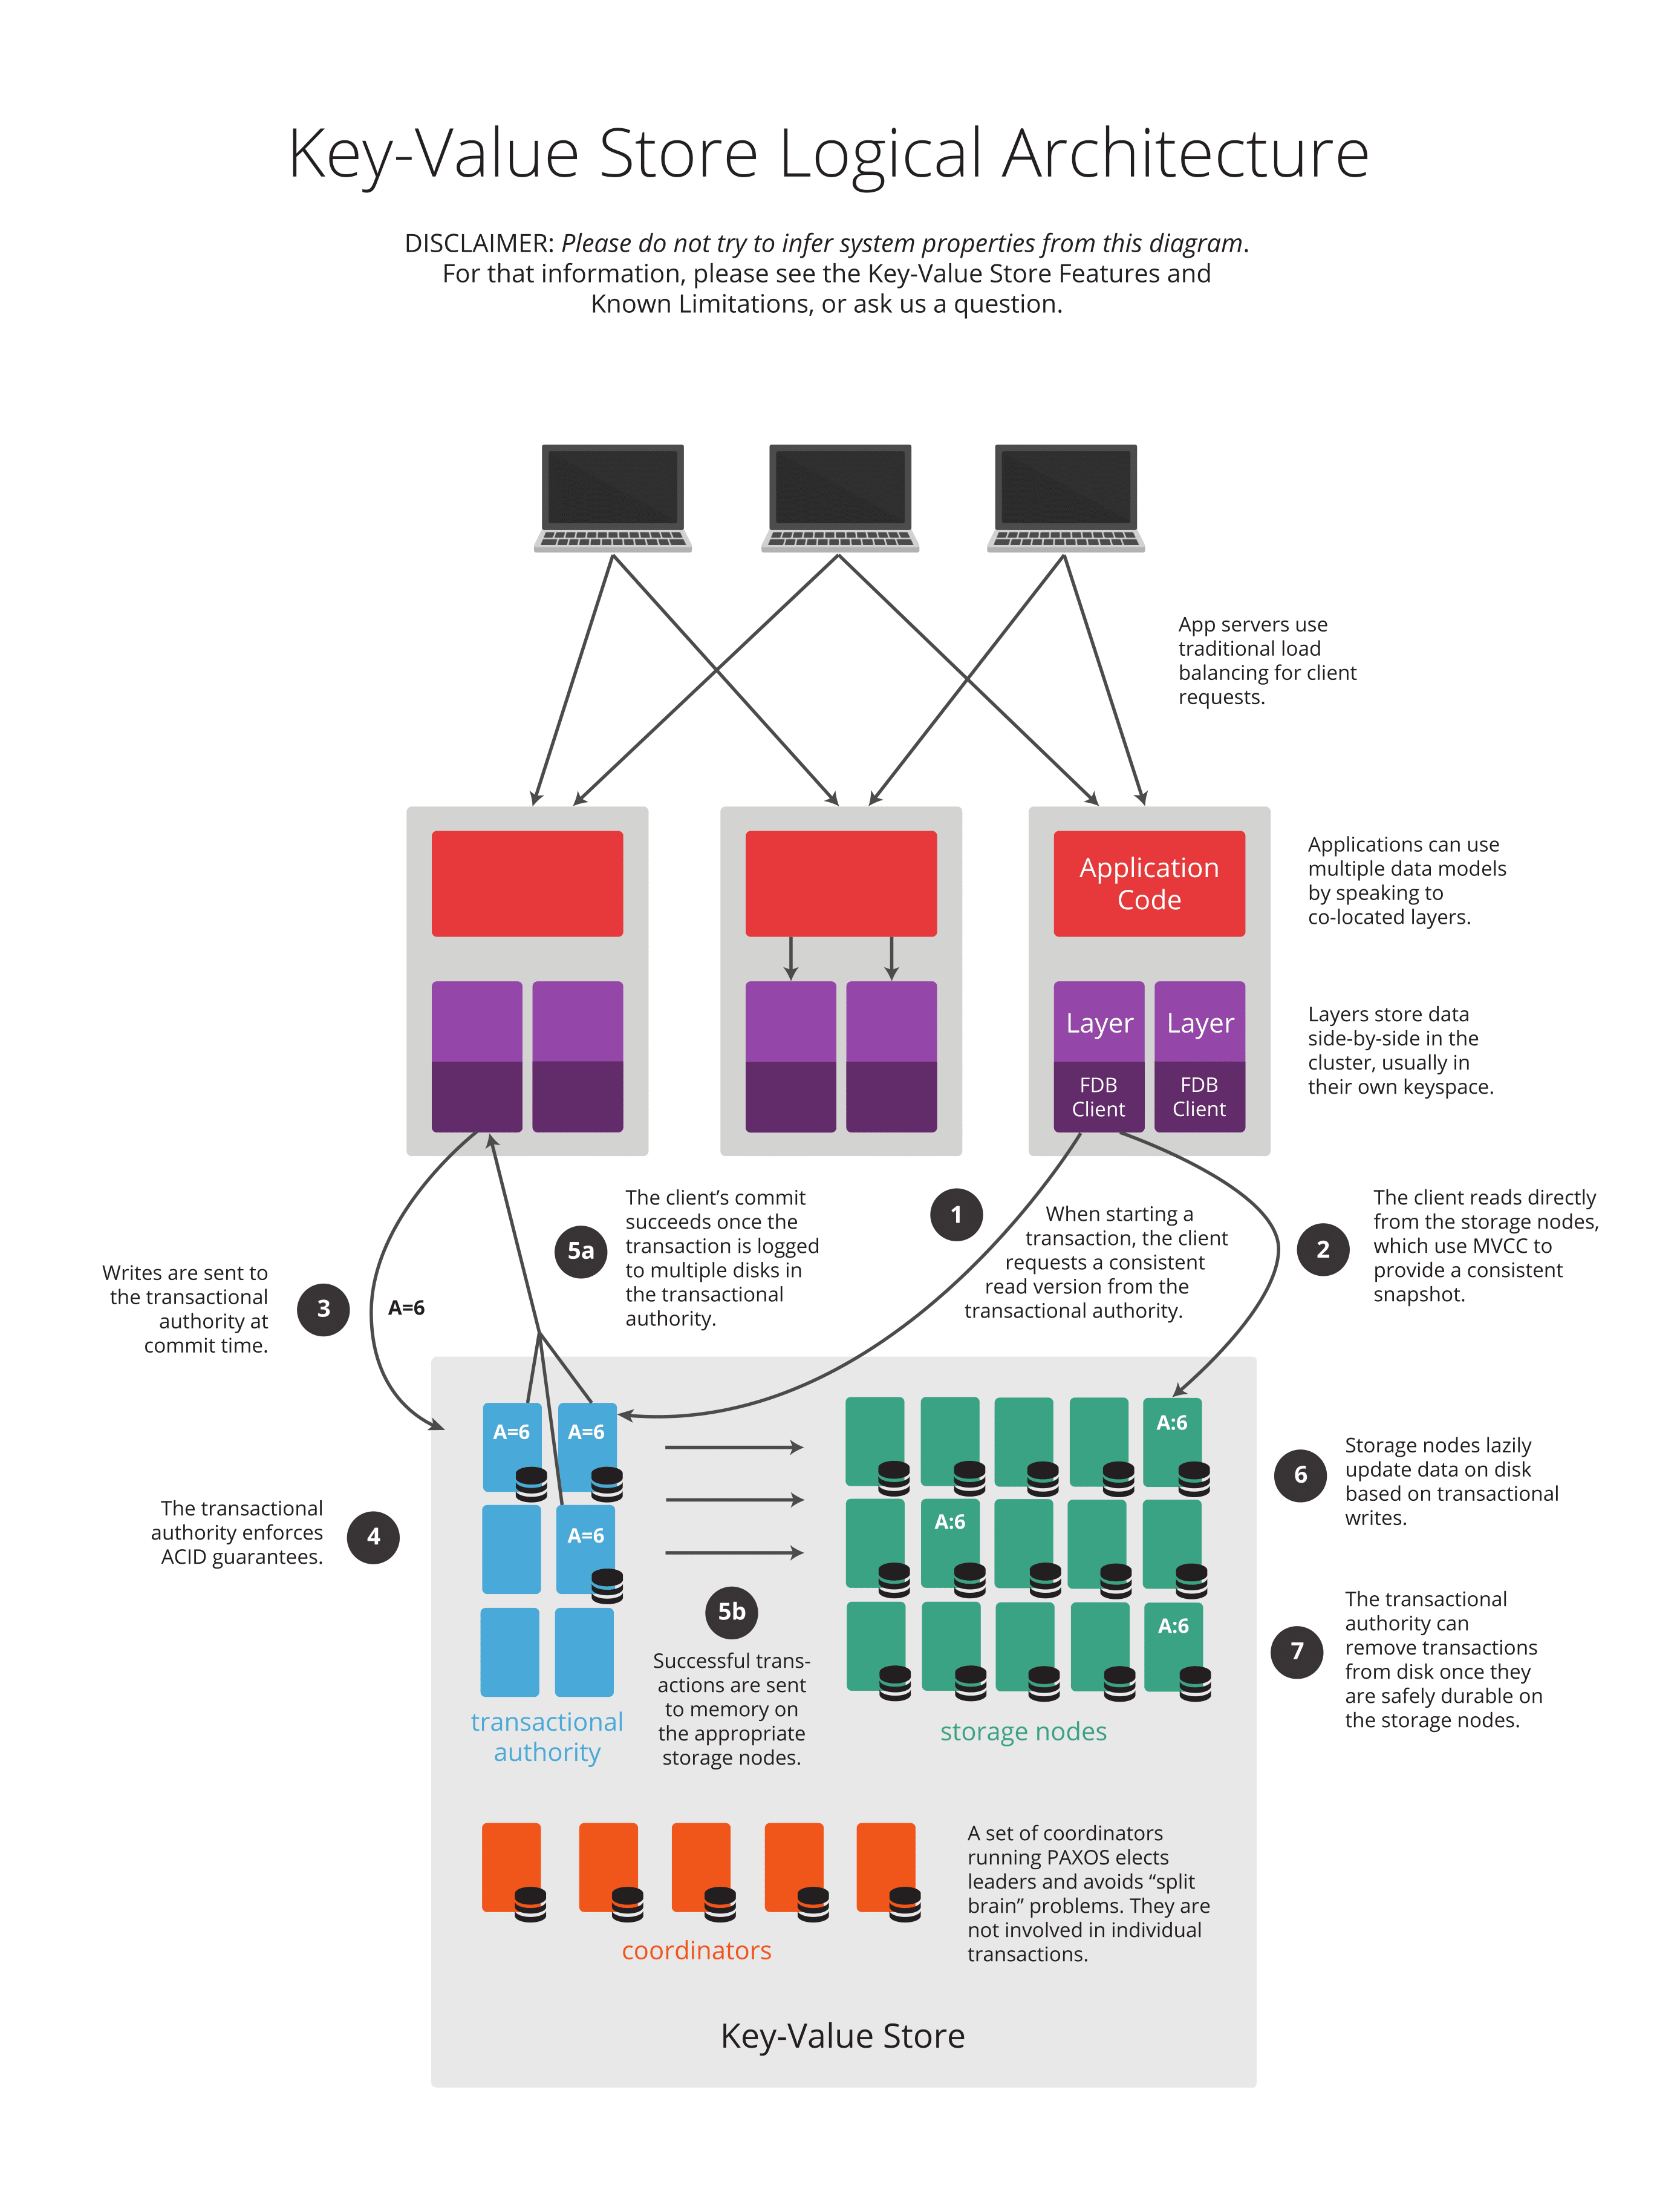 Key-Value Store Logical Architecture
DISCLAIMER: Please do not try to infer system properties from this diagram.
For that information, please see the Key-Value Store Features and
Known Limitations, or ask us a question.
App servers use
traditional load
balancing for client
requests.
Application
Code
Applications can use
multiple data models
by speaking to
co-located layers.
Layer
Layer
FDB
Client
FDB
Client
Layers store data
side-by-side in the
cluster, usually in
their own keyspace.
1
When starting a
transaction, the client
requests a consistent
read version from the
transactional authority.
2
The client reads directly
from the storage nodes,
which use MVCC to
provide a consistent
snapshot.
Writes are sent to
the transactional
authority at
commit time.
3
A=6
The transactional
authority enforces
ACID guarantees.
4
5a
The client’s commit
succeeds once the
transaction is logged
to multiple disks in
the transactional
authority.
A=6
A=6
A=6
transactional
authority
5b
Successful trans-
actions are sent
to memory on
the appropriate
storage nodes.
A:6
A:6
A:6
storage nodes
6
Storage nodes lazily
update data on disk
based on transactional
writes.
7
The transactional
authority can
remove transactions
from disk once they
are safely durable on
the storage nodes.
coordinators
A set of coordinators
running PAXOS elects
leaders and avoids “split
brain” problems. They are
not involved in individual
transactions.
Key-Value Store